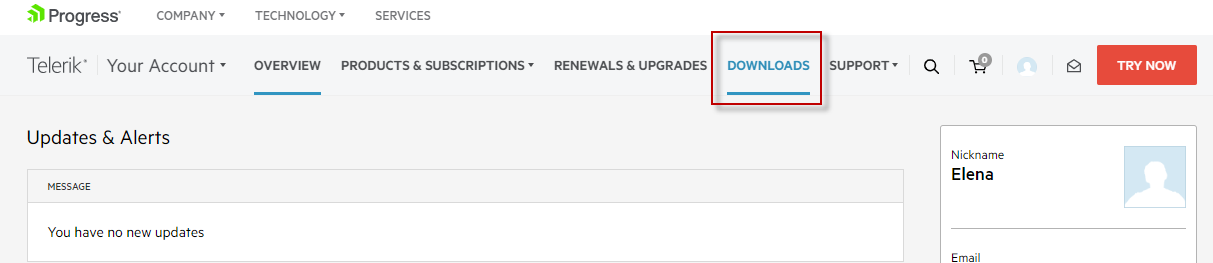 Progress
COMPANY TECHNOLOGY SERVICES
Telerik Your Account OVERVIEW PRODUCTS & SUBSCRIPTIONS RENEWALS & UPGRADES DOWNLOADS SUPPORT 0 TRY NOW
Updates & Alerts
MESSAGE
You have no new updates
Nickname
Elena
Email